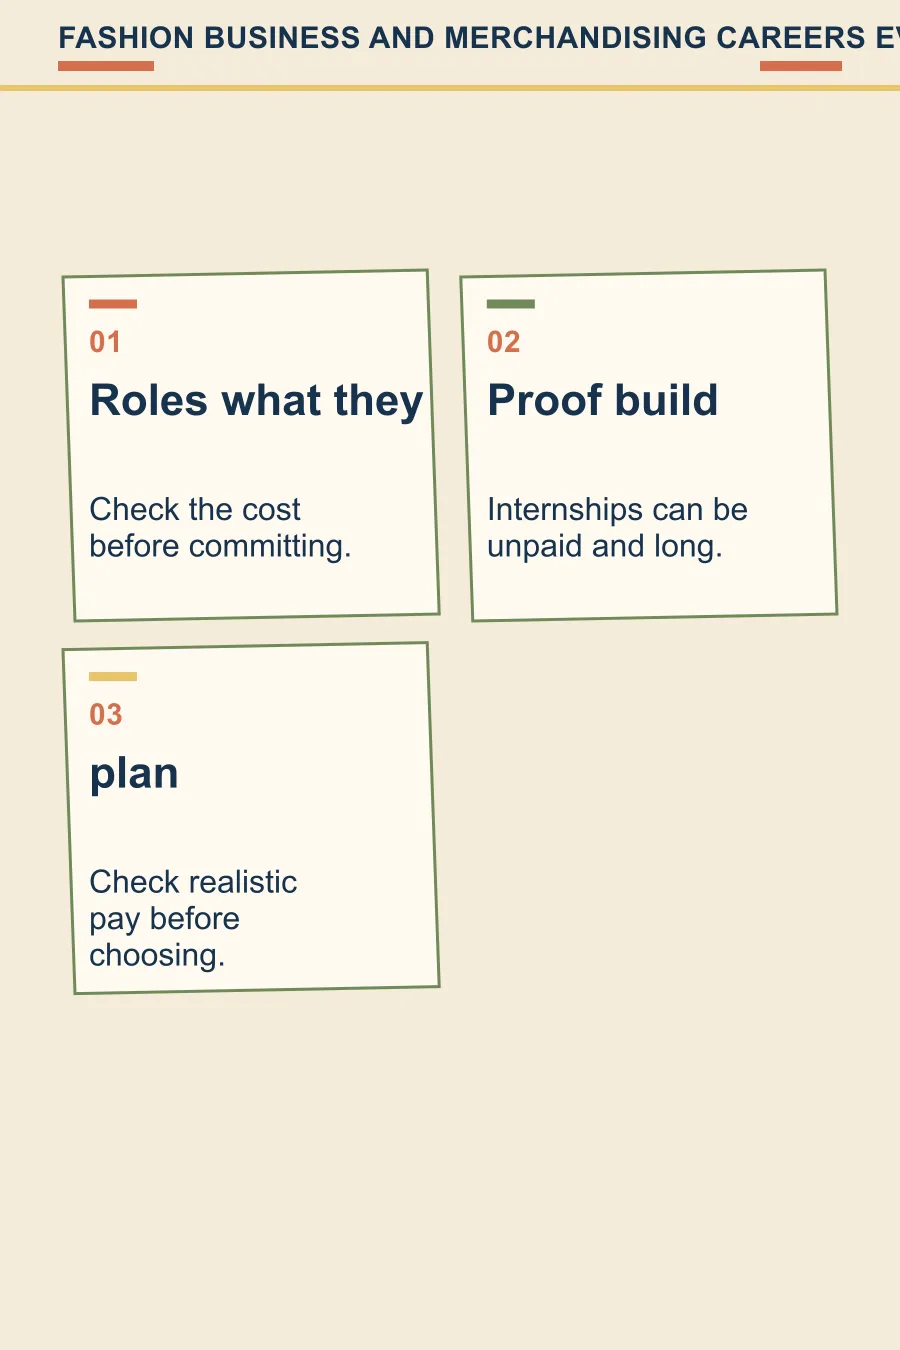 FASHION BUSINESS AND MERCHANDISING CAREERS
01
Roles what they
Check the cost
before committing.
02
Proof build
Internships can be
unpaid and long.
03
plan
Check realistic
pay before
choosing.